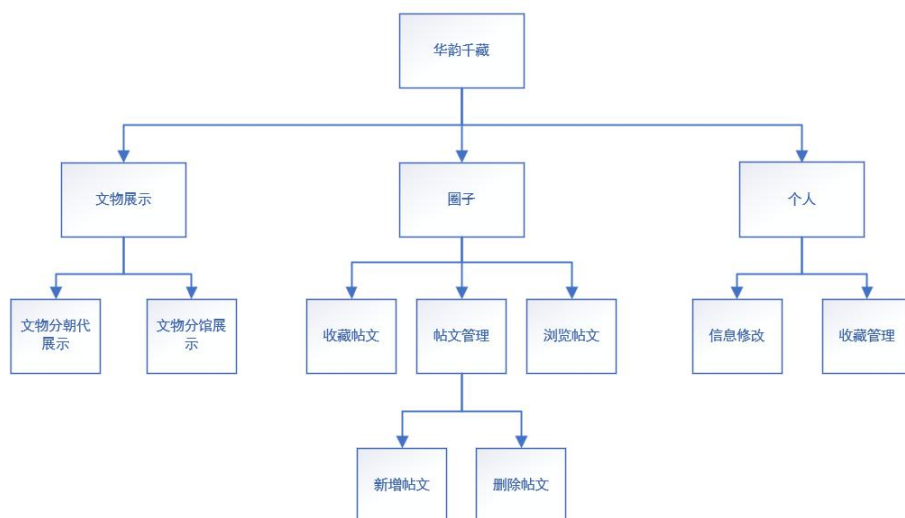 华韵千藏
文物展示
圈子
个人
文物分朝代
展示
文物分馆展
示
收藏帖文
帖文管理
浏览帖文
信息修改
收藏管理
新增帖文
删除帖文